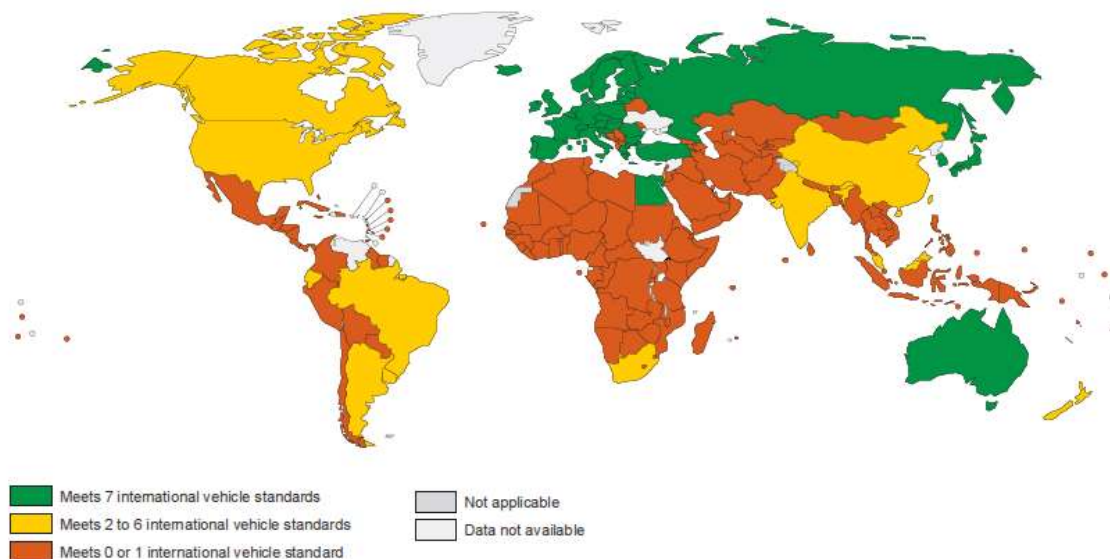 Meets 7 international vehicle standards
Meets 2 to 6 international vehicle standards
Meets 0 or 1 international vehicle standard
Not applicable
Data not available